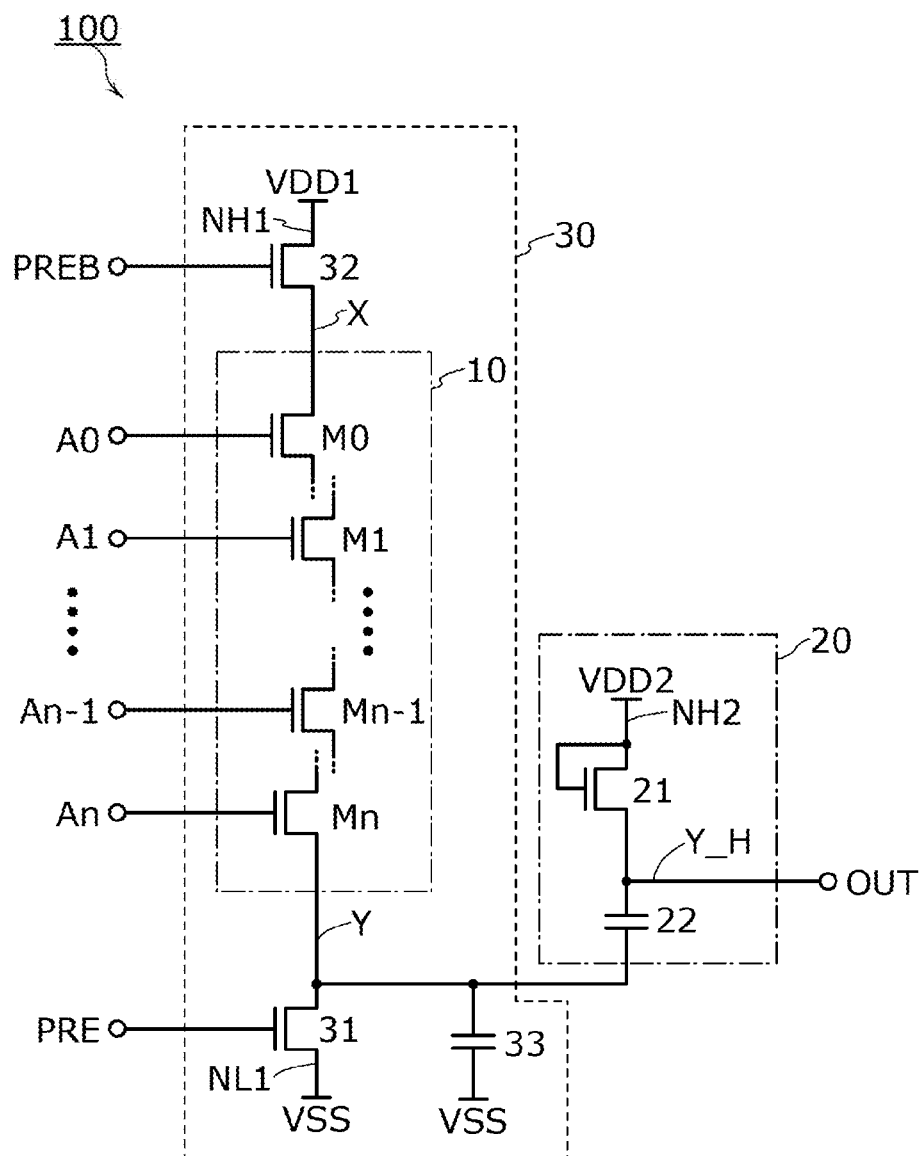 100
VDD1
NH1
30
PREB
32
X
10
A0
M0
A1
M1
20
VDD2
An-1
Mn-1
NH2
21
An
Mn
Y_H
OUT
22
Y
PRE
31
33
NL1
VSS
VSS